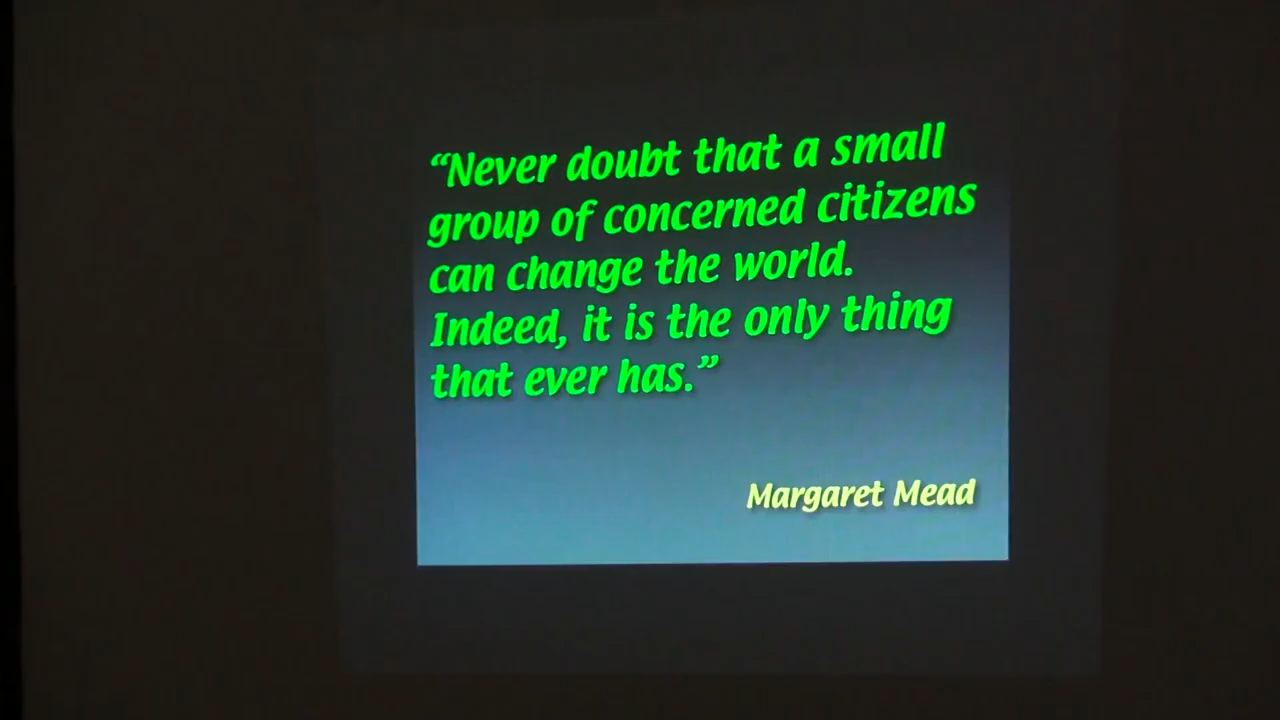 “Never doubt that a small
group of concerned citizens
can change the world.
Indeed, it is the only thing
that ever has.”
Margaret Mead